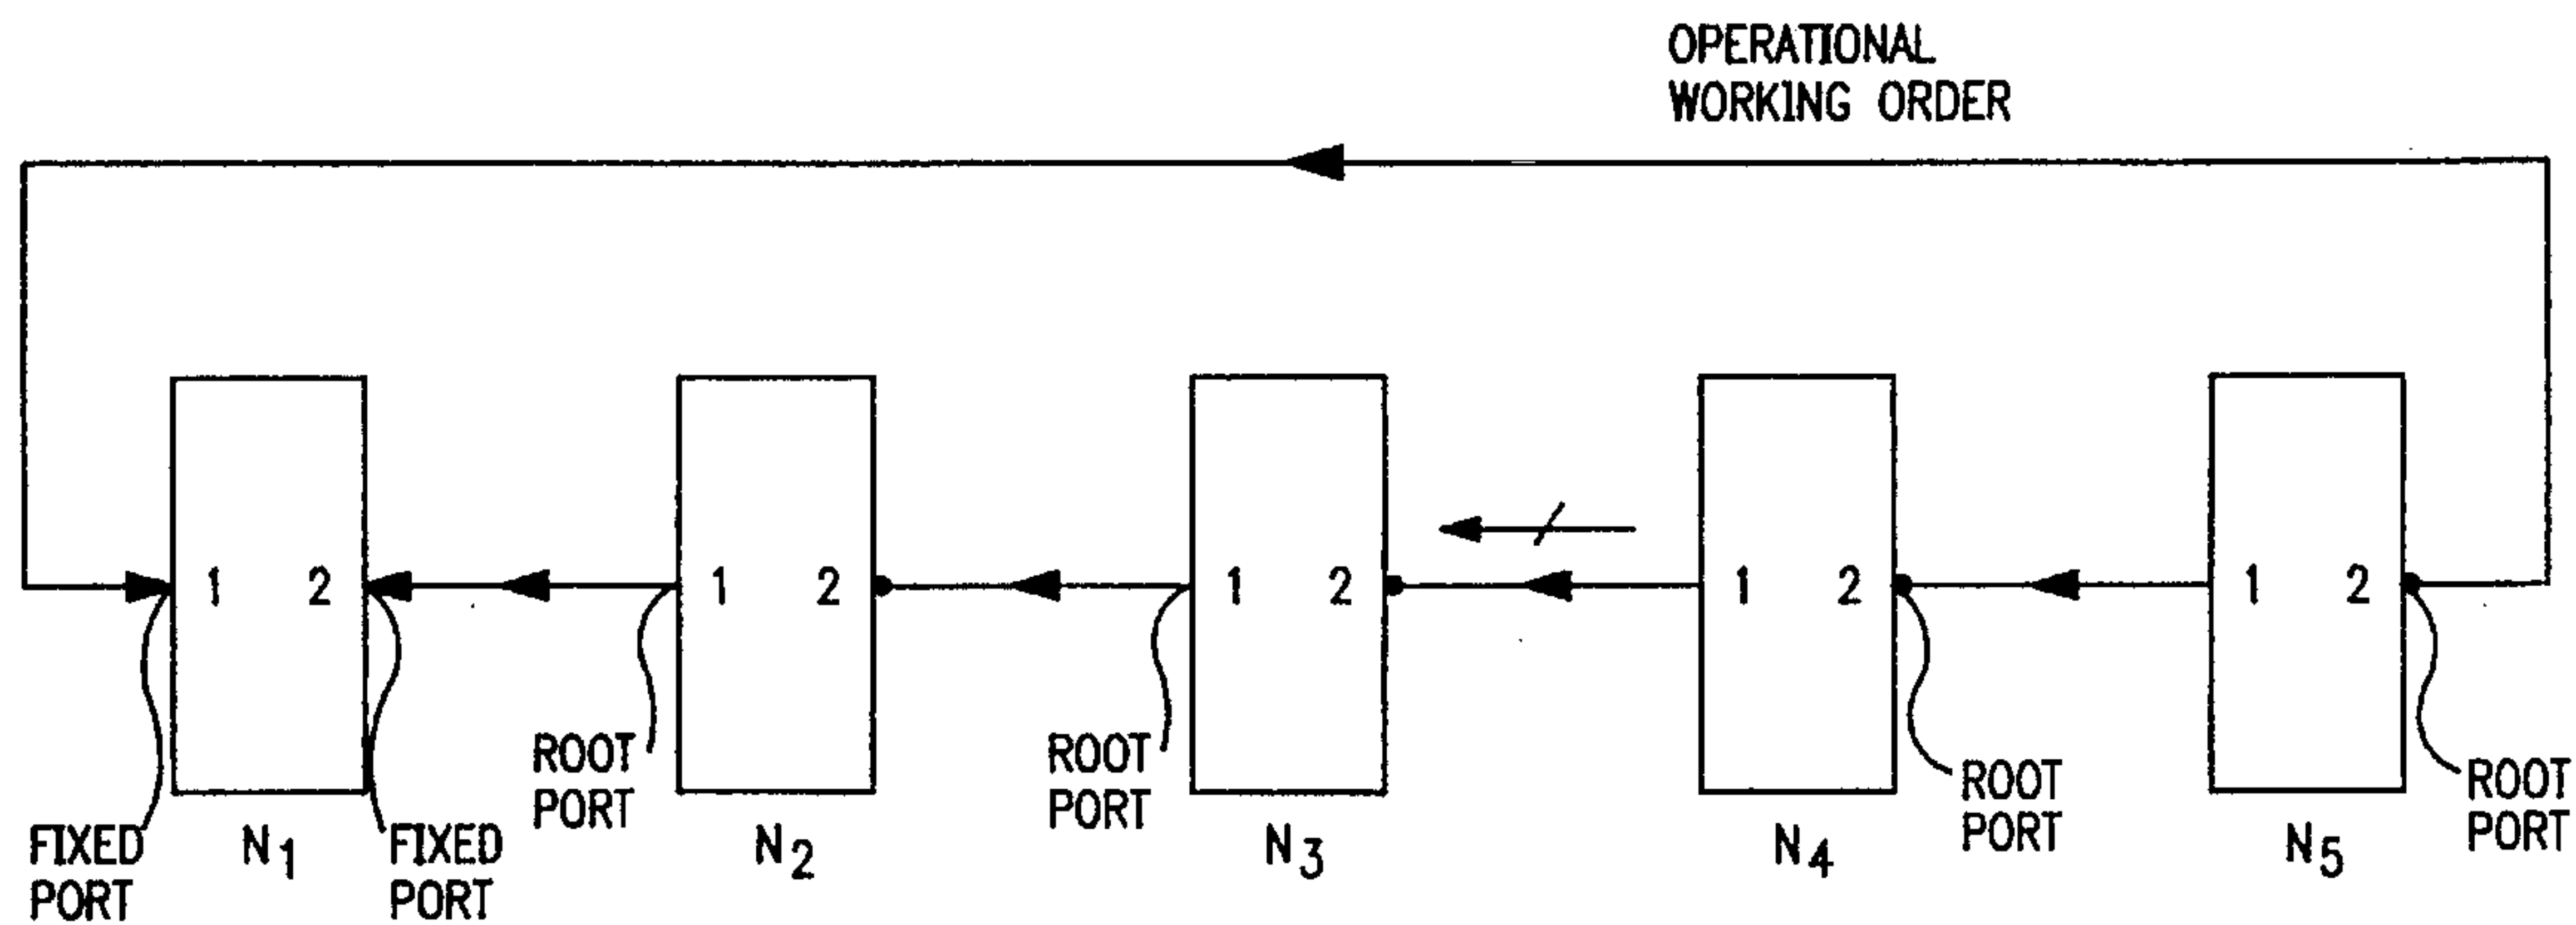 OPERATIONAL
WORKING ORDER
1 2
1 2
1 2
1 2
1 2
FIXED
PORT
N1
FIXED
PORT
ROOT
PORT
N2
ROOT
PORT
N3
N4
ROOT
PORT
N5
ROOT
PORT